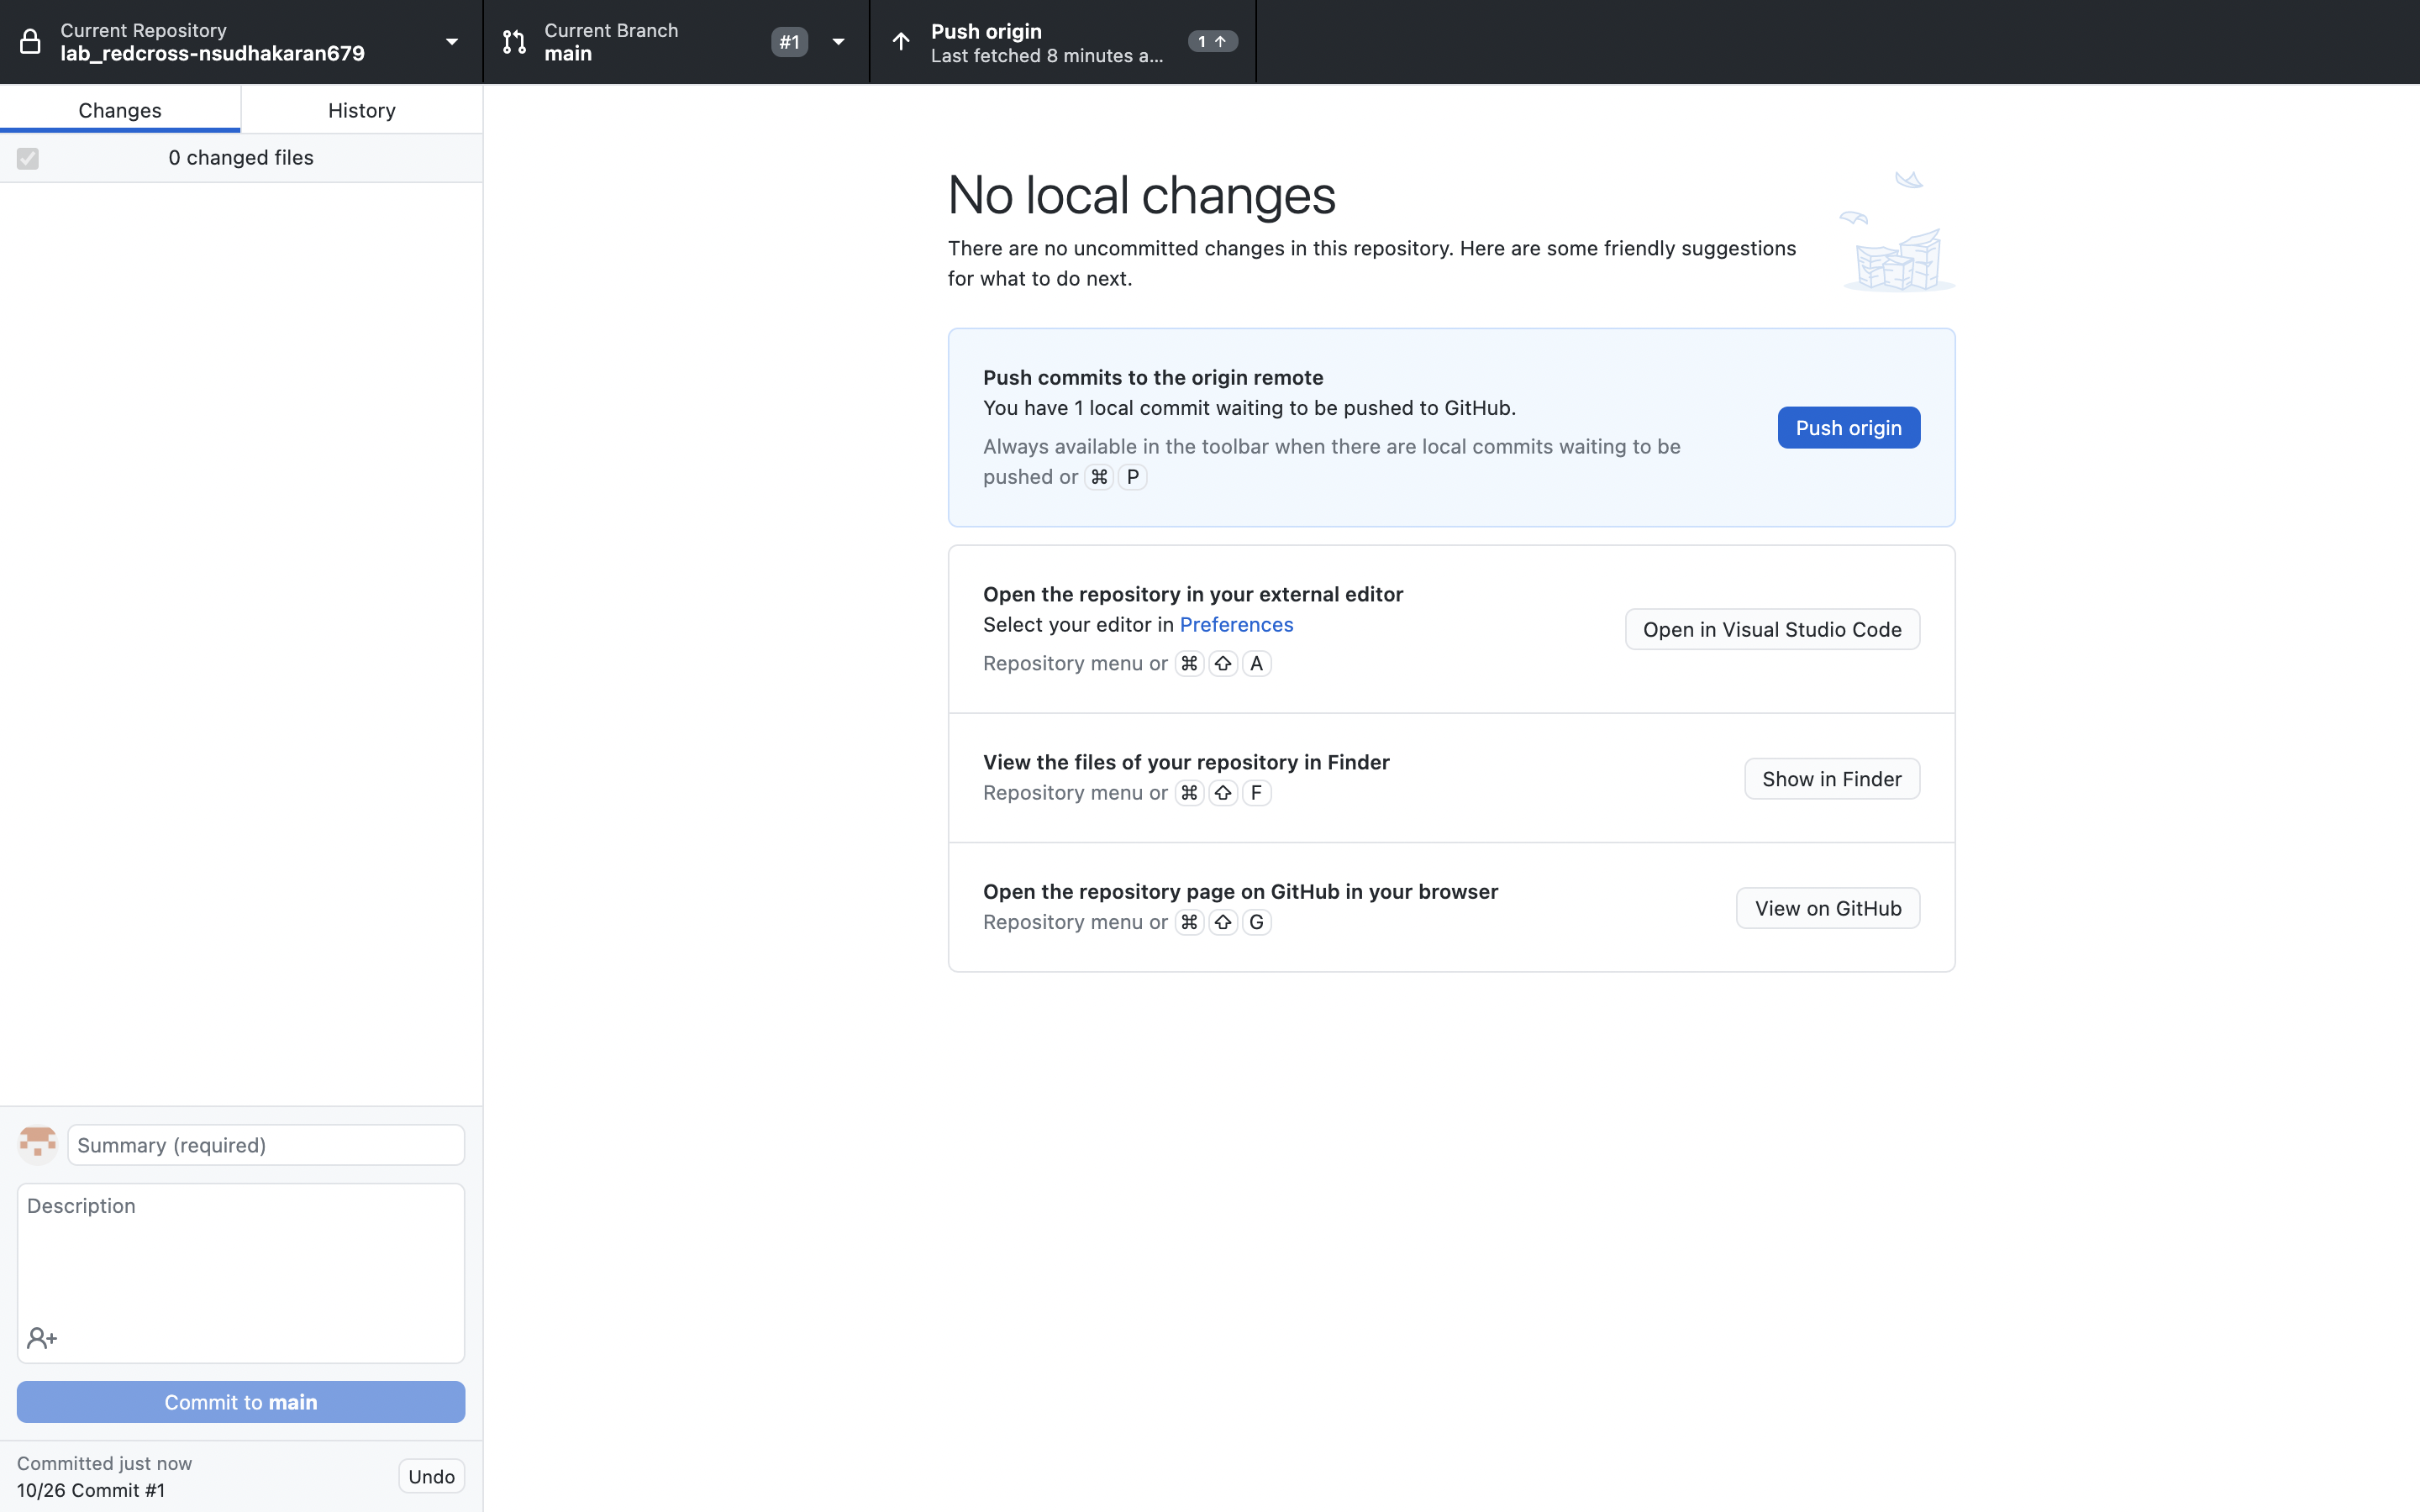 Current Repository
lab_redcross-nsudhakaran679
Current Branch
main
#1
Push origin
Last fetched 8 minutes a...
1
Changes
History
0 changed files
No local changes
There are no uncommitted changes in this repository. Here are some friendly suggestions
for what to do next.
Push commits to the origin remote
You have 1 local commit waiting to be pushed to GitHub.
Always available in the toolbar when there are local commits waiting to be
pushed or ⌘ P
Push origin
Open the repository in your external editor
Select your editor in Preferences
Repository menu or ⌘ ⇧ A
Open in Visual Studio Code
View the files of your repository in Finder
Repository menu or ⌘ ⇧ F
Show in Finder
Open the repository page on GitHub in your browser
Repository menu or ⌘ ⇧ G
View on GitHub
Summary (required)
Description
Commit to main
Committed just now
10/26 Commit #1
Undo